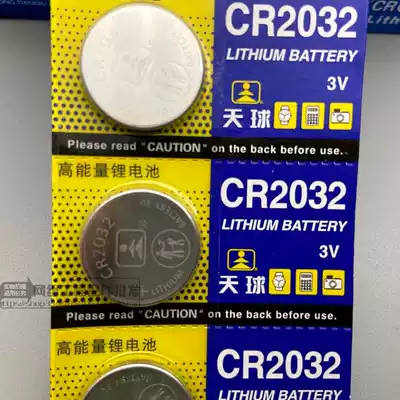 CR2032
LITHIUM BATTERY
3V
天球
Please read "CAUTION" on the back before use.
高能量锂电池
CR2032
LITHIUM BATTERY
3V
天球
CR2032
LITHIUM
Please read "CAUTION" on the back before use.
高能量锂电池
CR2032
LITHIUM BATTERY